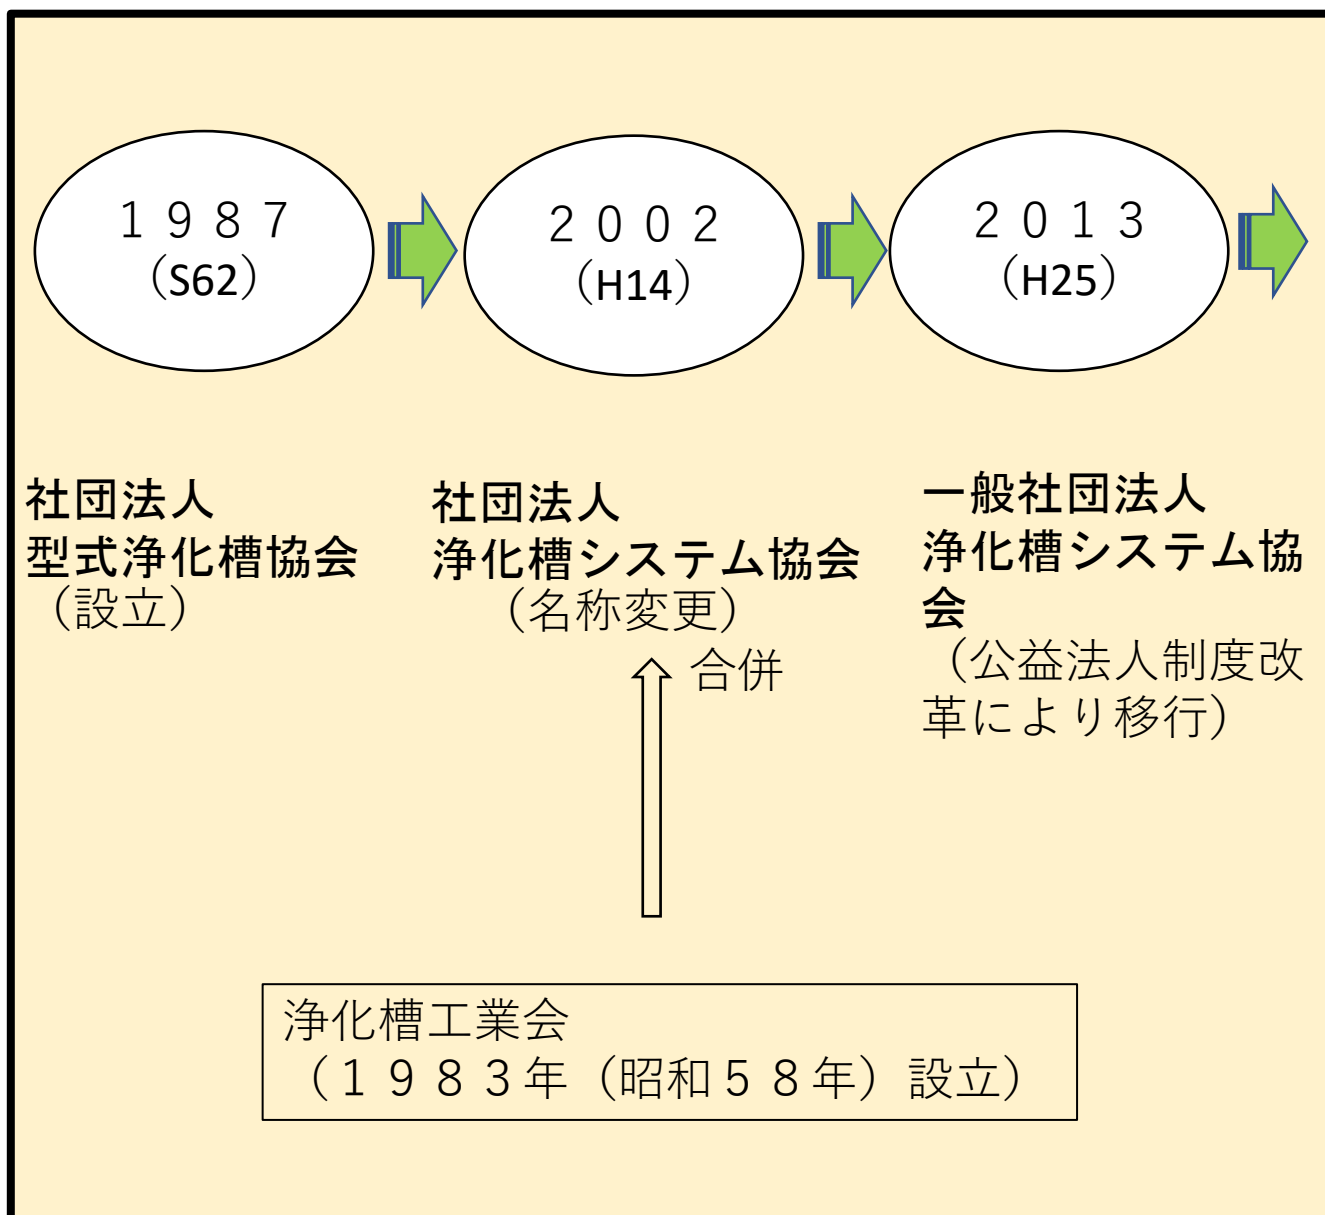 １９８７
（S62）
２００２
（H14）
２０１３
（H25）
社団法人
型式浄化槽協会
（設立）
社団法人
浄化槽システム協会
（名称変更）
合併
一般社団法人
浄化槽システム協
会
（公益法人制度改
革により移行）
浄化槽工業会
（１９８３年（昭和５８年）設立）